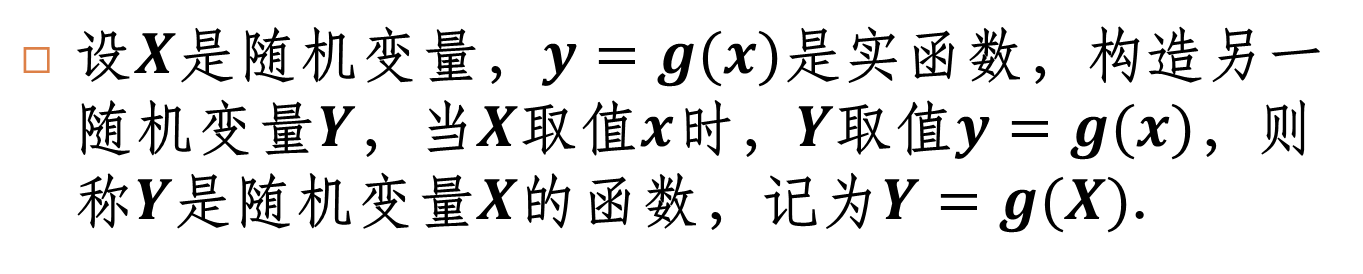 设X是随机变量，y = g(x)是实函数，构造另一
随机变量Y，当X取值x时，Y取值y = g(x)，则
称Y是随机变量X的函数，记为Y = g(X).